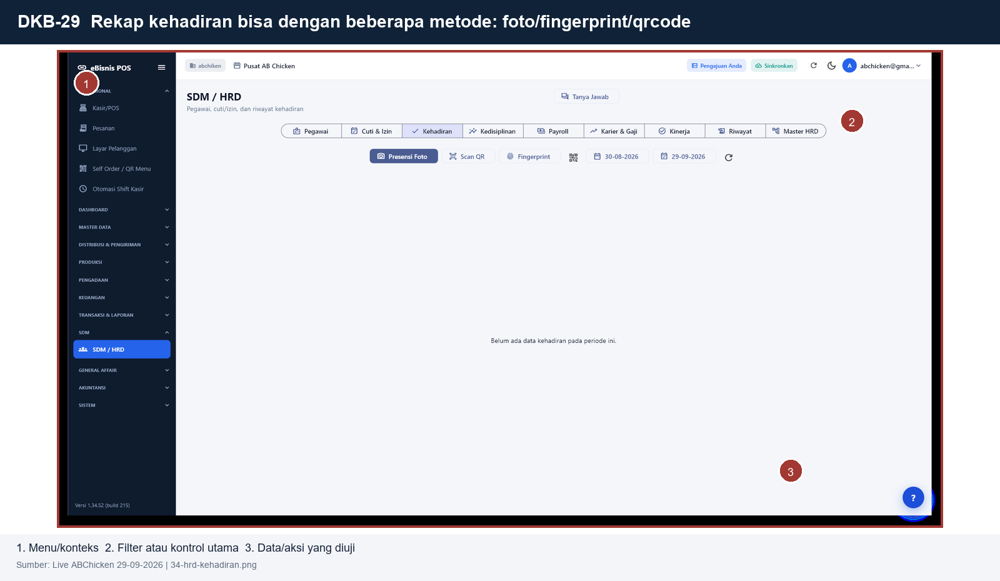 DKB-29 Rekap kehadiran bisa dengan beberapa metode: foto/fingerprint/qrcode
eBisnis POS
1
IONAL
Kasir/POS
Pesanan
Layar Pelanggan
Self Order / QR Menu
Otomasi Shift Kasir
DASHBOARD
MASTER DATA
DISTRIBUSI & PENGIRIMAN
PRODUKSI
PENGADAAN
KEUANGAN
TRANSAKSI & LAPORAN
SDM
SDM / HRD
GENERAL AFFAIR
AKUNTANSI
SISTEM
Versi 1.34.52 (build 215)
abchiken Pusat AB Chicken Pengajuan Anda Sinkronkan A abchicken@gma...
SDM / HRD
Tanya Jawab
Pegawai, cuti/izin, dan riwayat kehadiran
2
Pegawai Cuti & Izin Kehadiran Kedisiplinan Payroll Karier & Gaji Kinerja Riwayat Master HRD
Presensi Foto Scan QR Fingerprint 30-08-2026 29-09-2026
Belum ada data kehadiran pada periode ini.
3
?
1. Menu/konteks 2. Filter atau kontrol utama 3. Data/aksi yang diuji
Sumber: Live ABChicken 29-09-2026 | 34-hrd-kehadiran.png